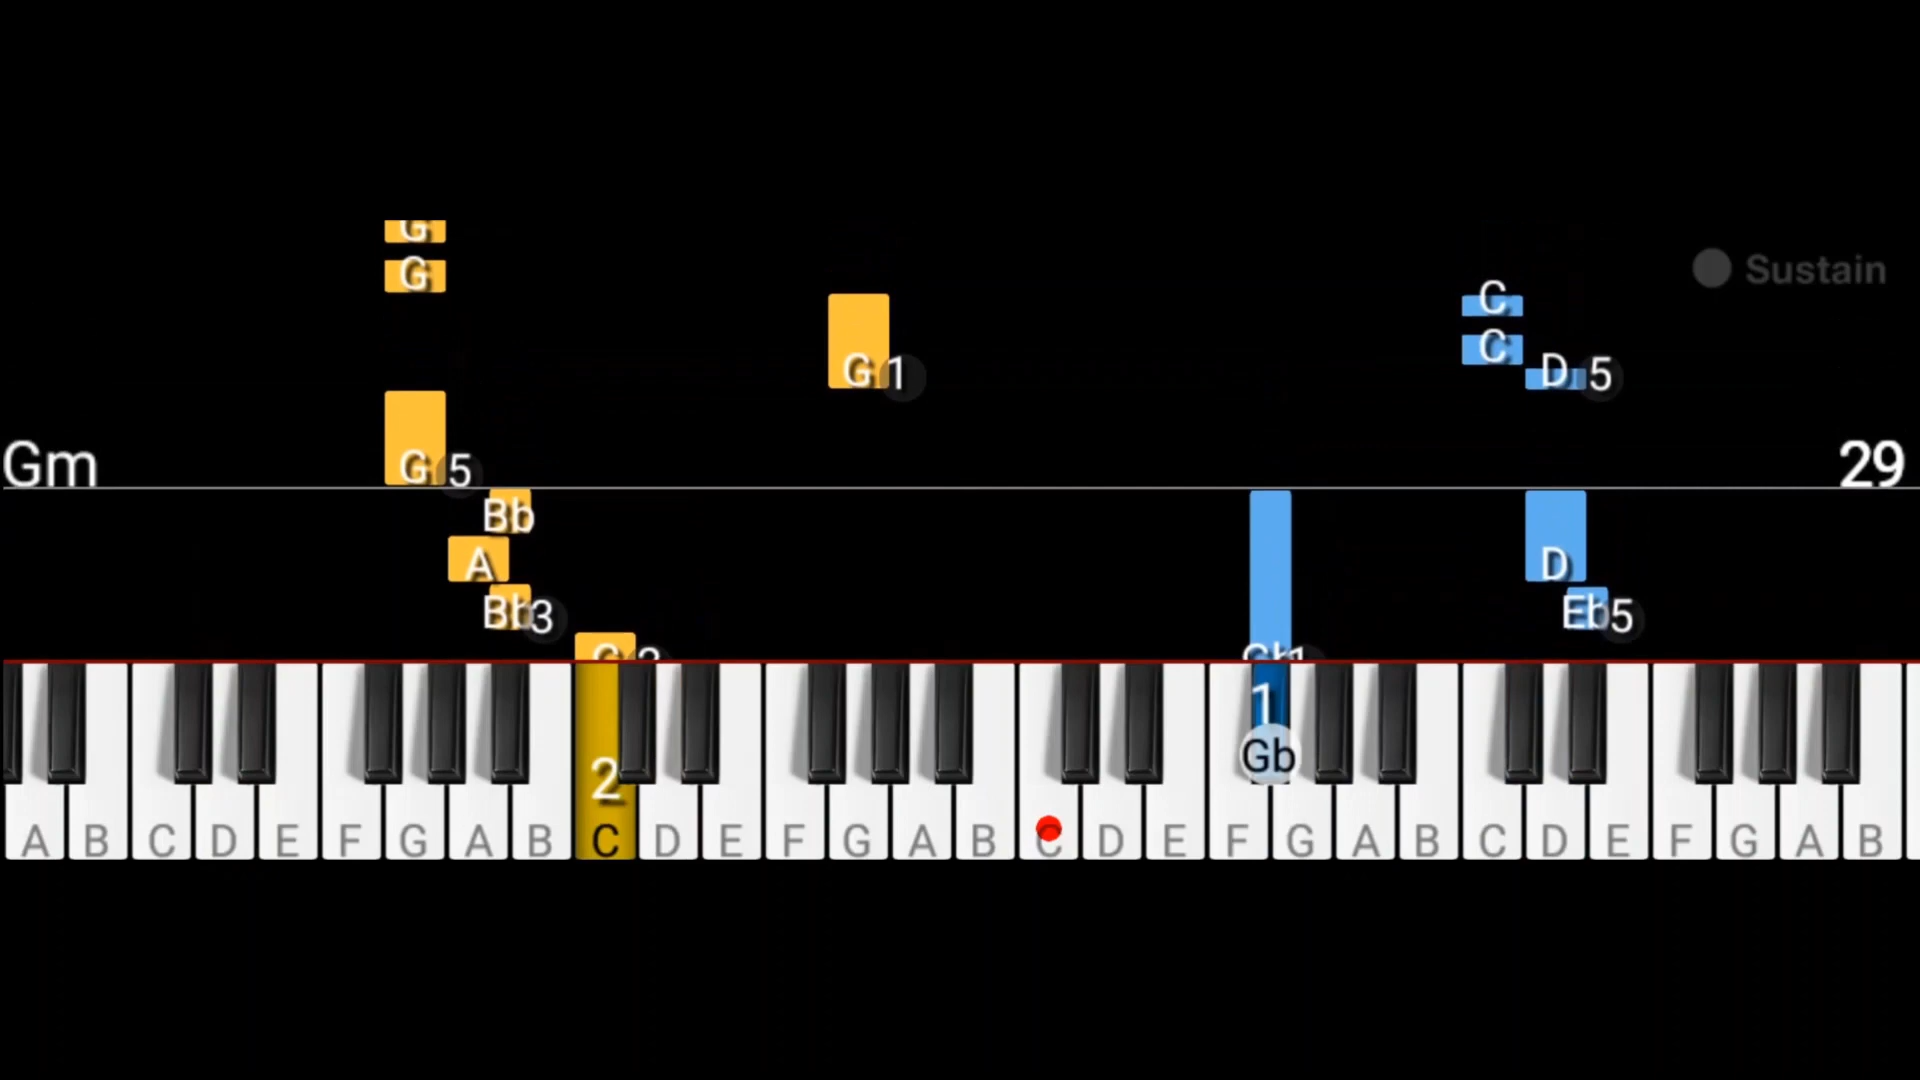 G
G
Sustain
C
G 1
C
D 5
Gm
G 5
29
Bb
A
D
Bb 3
Eb 5
1
Gb
2
A B C D E F G A B C D E F G A B C D E F G A B C D E F G A B